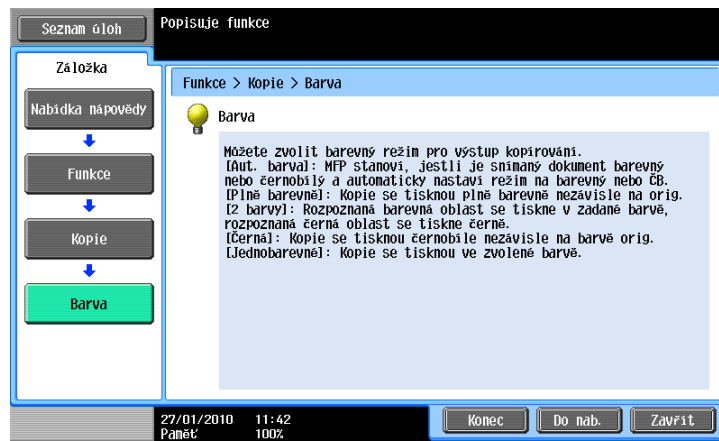 Seznam úloh
Popisuje funkce
Záložka
Nabídka nápovědy
Funkce
Kopie
Barva
Funkce > Kopie > Barva
Barva
Můžete zvolit barevný režim pro výstup kopírování.
[Aut. barva]: MFP stanoví, jestli je snímaný dokument barevný
nebo černobílý a automaticky nastaví režim na barevný nebo ČB.
[Plně barevně]: Kopie se tisknou plně barevně nezávisle na orig.
[2 barvy]: Rozpoznaná barevná oblast se tiskne v zadané barvě,
rozpoznaná černá oblast se tiskne černě.
[Černá]: Kopie se tisknou černobíle nezávisle na barvě orig.
[Jednobarevné]: Kopie se tisknou ve zvolené barvě.
27/01/2010 11:42
Paměť 100%
Konec
Do nab.
Zavřít